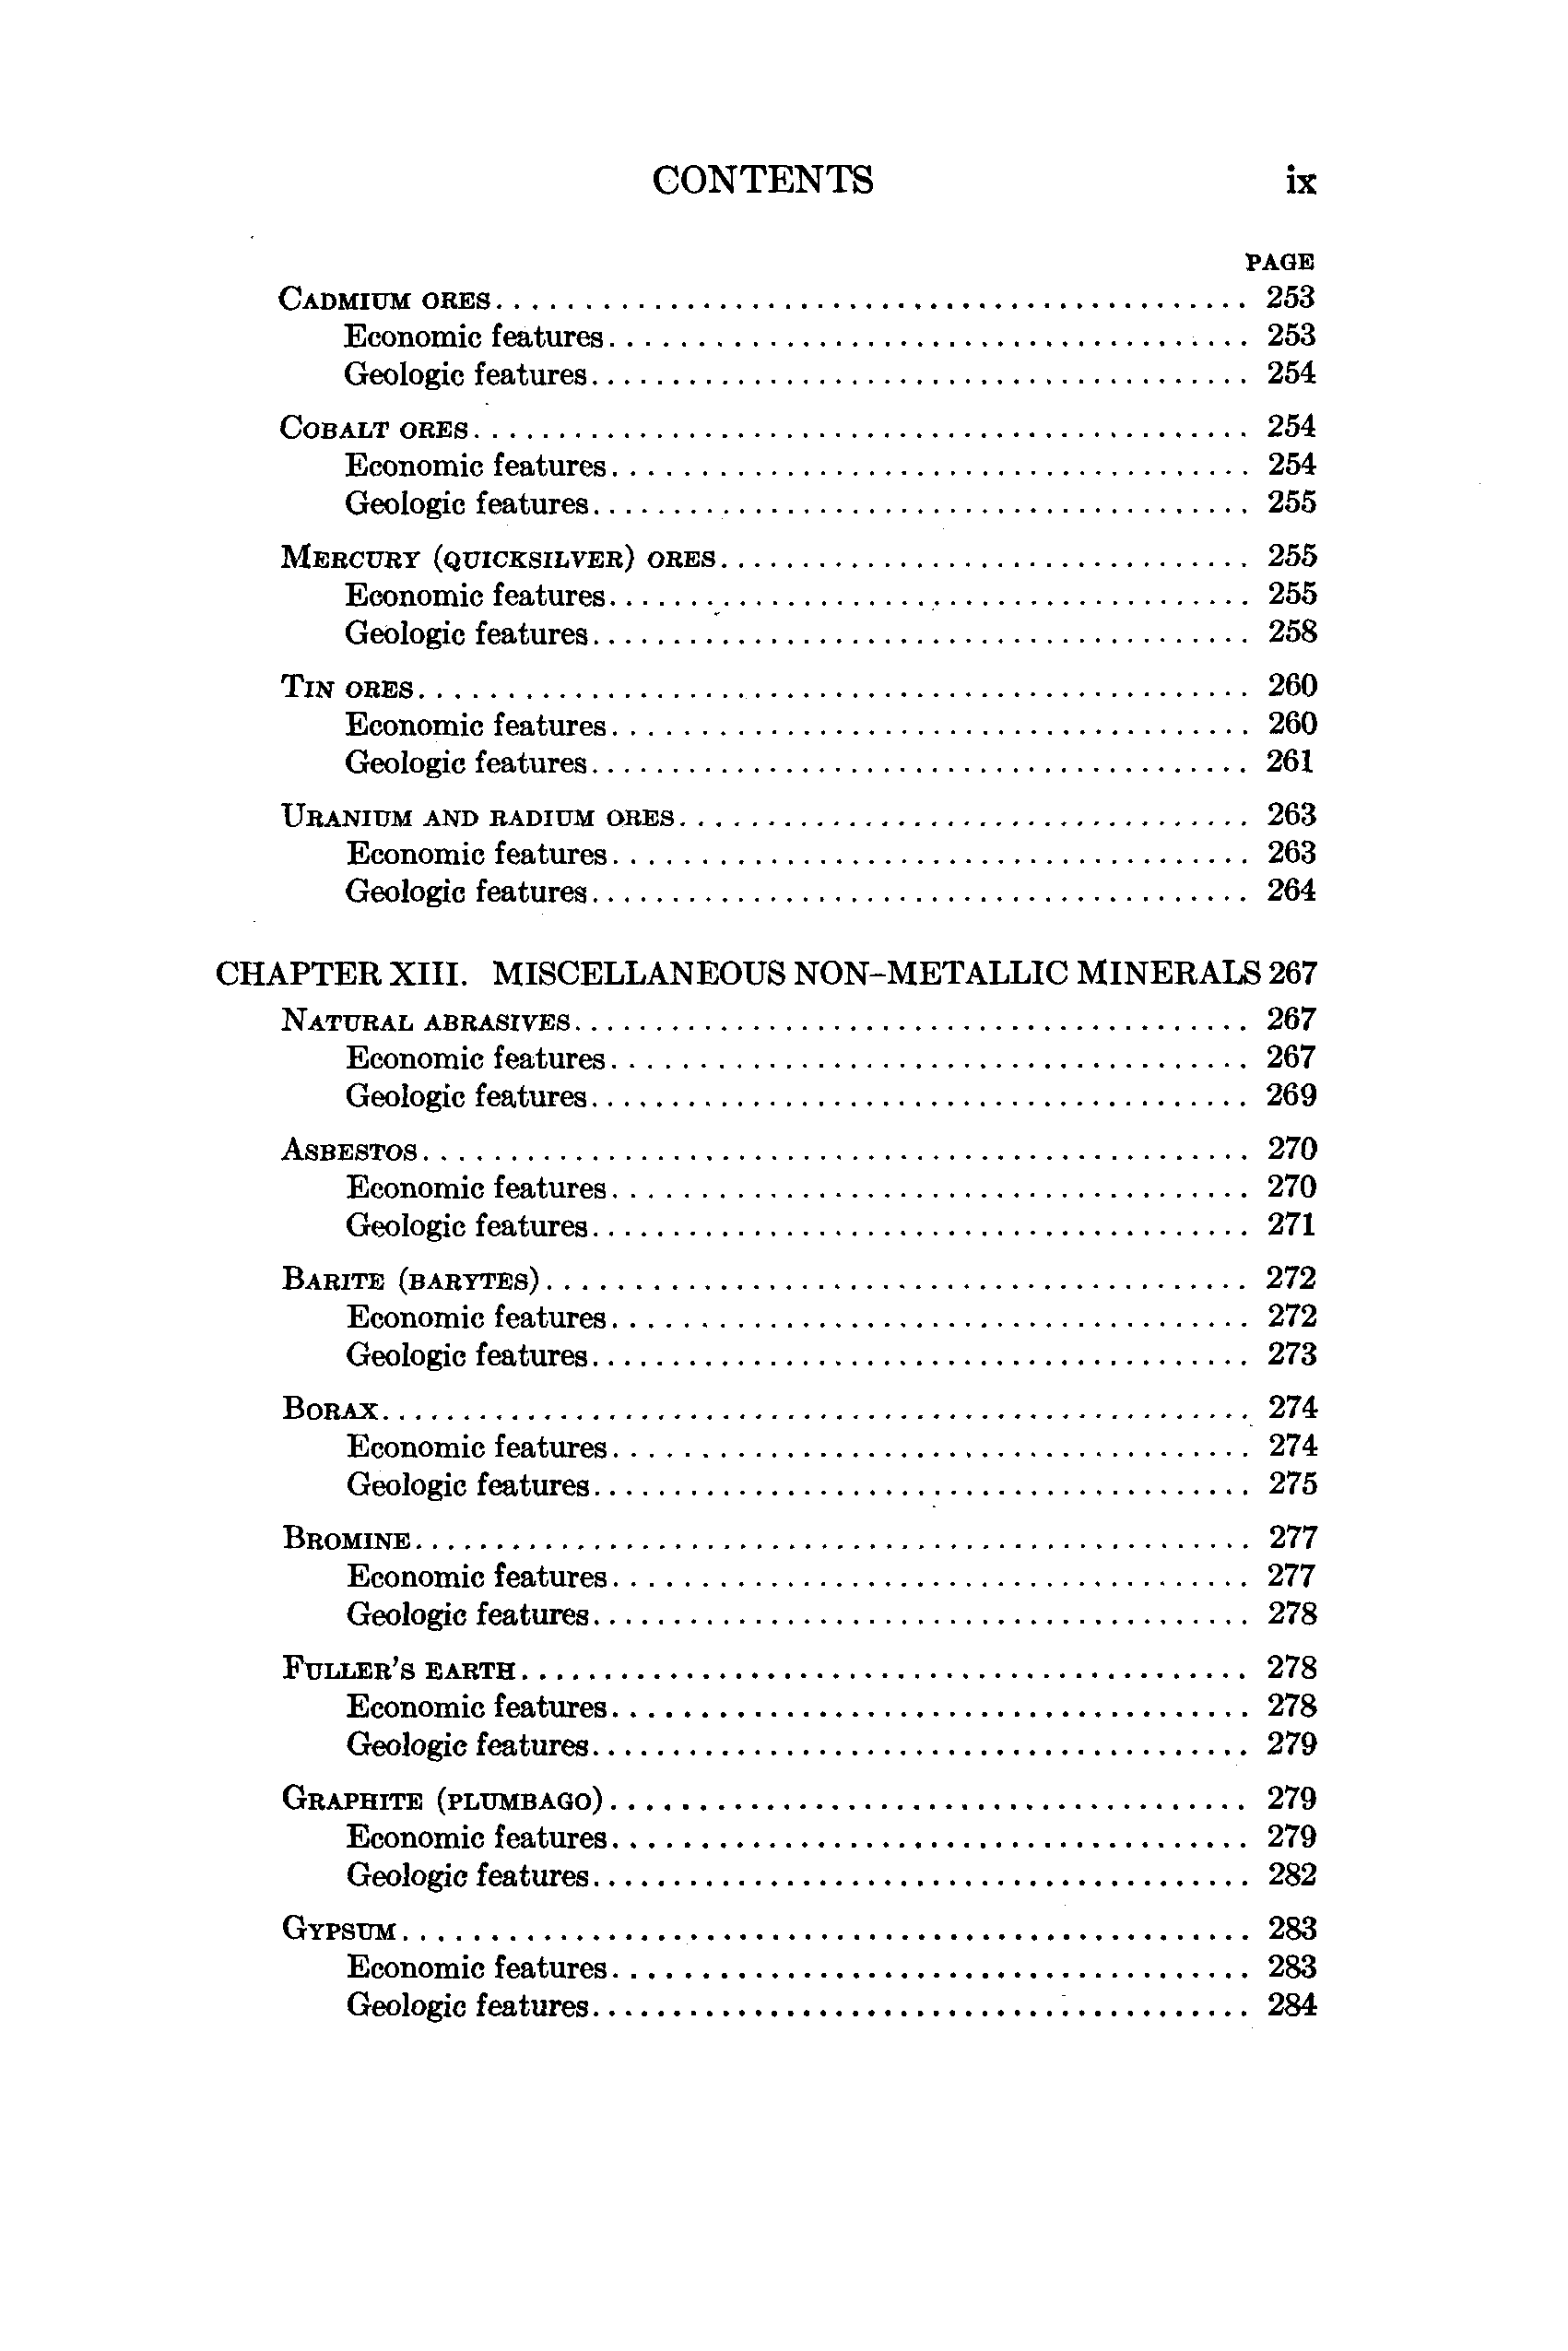 CONTENTS ix
PAGE
CADMIUM ORES 253
Economic features 253
Geologic features 254
COBALT ORES 254
Economic features 254
Geologic features 255
MERCURY (QUICKSILVER) ORES 255
Economic features 255
Geologic features 258
TIN ORES 260
Economic features 260
Geologic features 261
URANIUM AND RADIUM ORES 263
Economic features 263
Geologic features 264
CHAPTER XIII. MISCELLANEOUS NON-METALLIC MINERALS 267
NATURAL ABRASIVES 267
Economic features 267
Geologic features 269
ASBESTOS 270
Economic features 270
Geologic features 271
BARITE (BARYTES) 272
Economic features 272
Geologic features 273
BORAX 274
Economic features 274
Geologic features 275
BROMINE 277
Economic features 277
Geologic features 278
FULLER'S EARTH 278
Economic features 278
Geologic features 279
GRAPHITE (PLUMBAGO) 279
Economic features 279
Geologic features 282
GYPSUM 283
Economic features 283
Geologic features 284